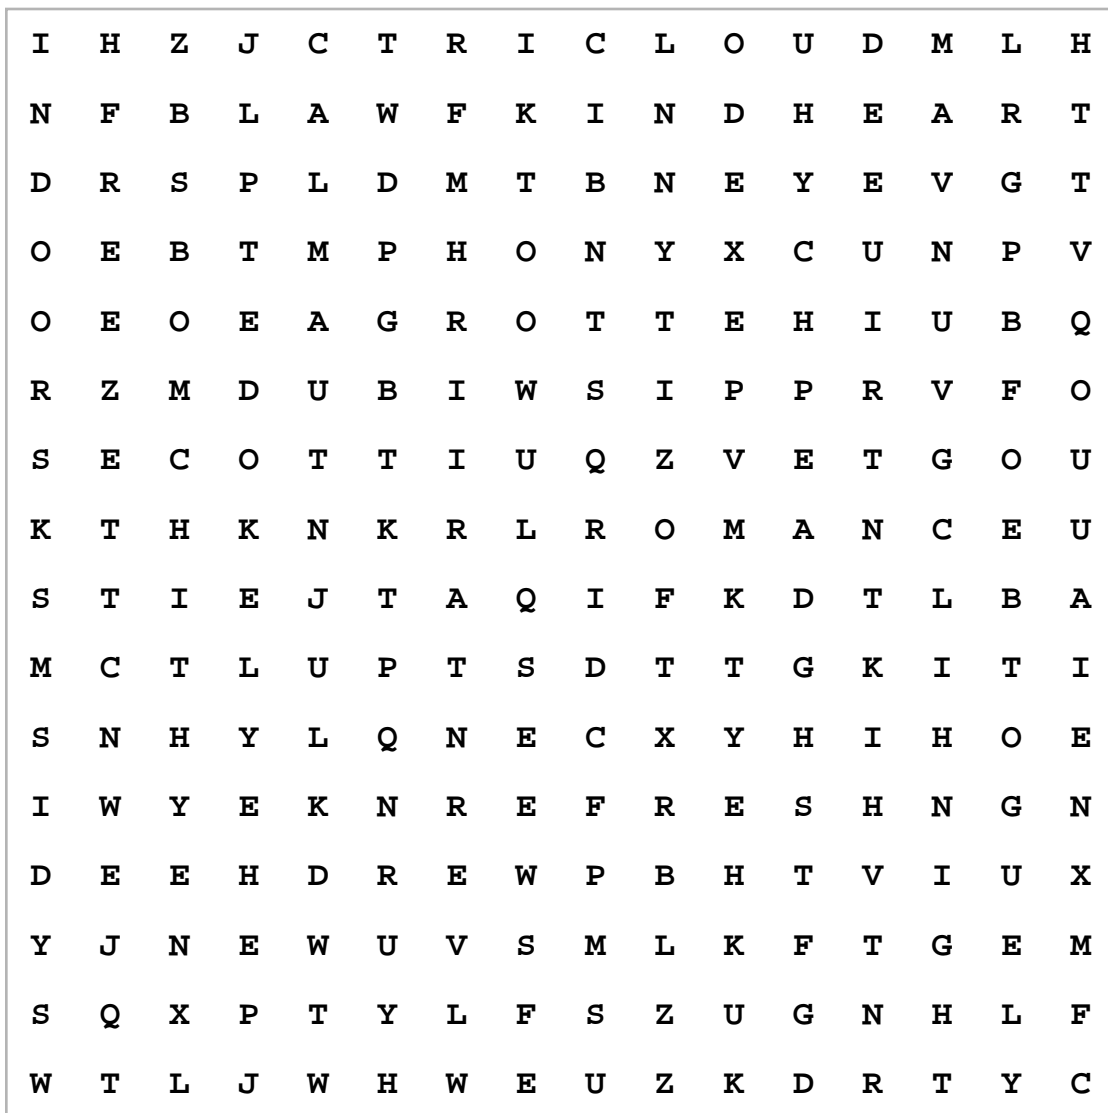 I H Z J C T R I C L O U D M L H
N F B L A W F K I N D H E A R T
D R S P L D M T B N E Y E V G T
O E B T M P H O N Y X C U N P V
O E O E A G R O T T E H I U B Q
R Z M D U B I W S I P P R V F O
S E C O T T I U Q Z V E T G O U
K T H K N K R L R O M A N C E U
S T I E J T A Q I F K D T L B A
M C T L U P T S D T T G K I T I
S N H Y L Q N E C X Y H I H O E
I W Y E K N R E F R E S H N G N
D E E H D R E W P B H T V I U X
Y J N E W U V S M L K F T G E M
S Q X P T Y L F S Z U G N H L F
W T L J W H W E U Z K D R T Y C